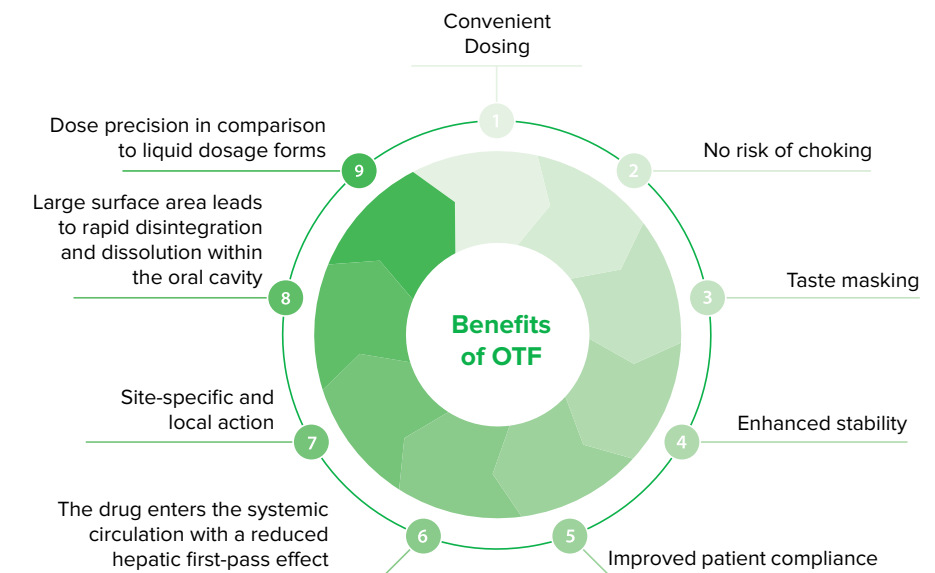 1
Convenient
Dosing
2
No risk of choking
3
Taste masking
4
Enhanced stability
5
Improved patient compliance
6
The drug enters the systemic
circulation with a reduced
hepatic first-pass effect
7
Site-specific and
local action
8
Large surface area leads
to rapid disintegration
and dissolution within
the oral cavity
9
Dose precision in comparison
to liquid dosage forms
Benefits
of OTF